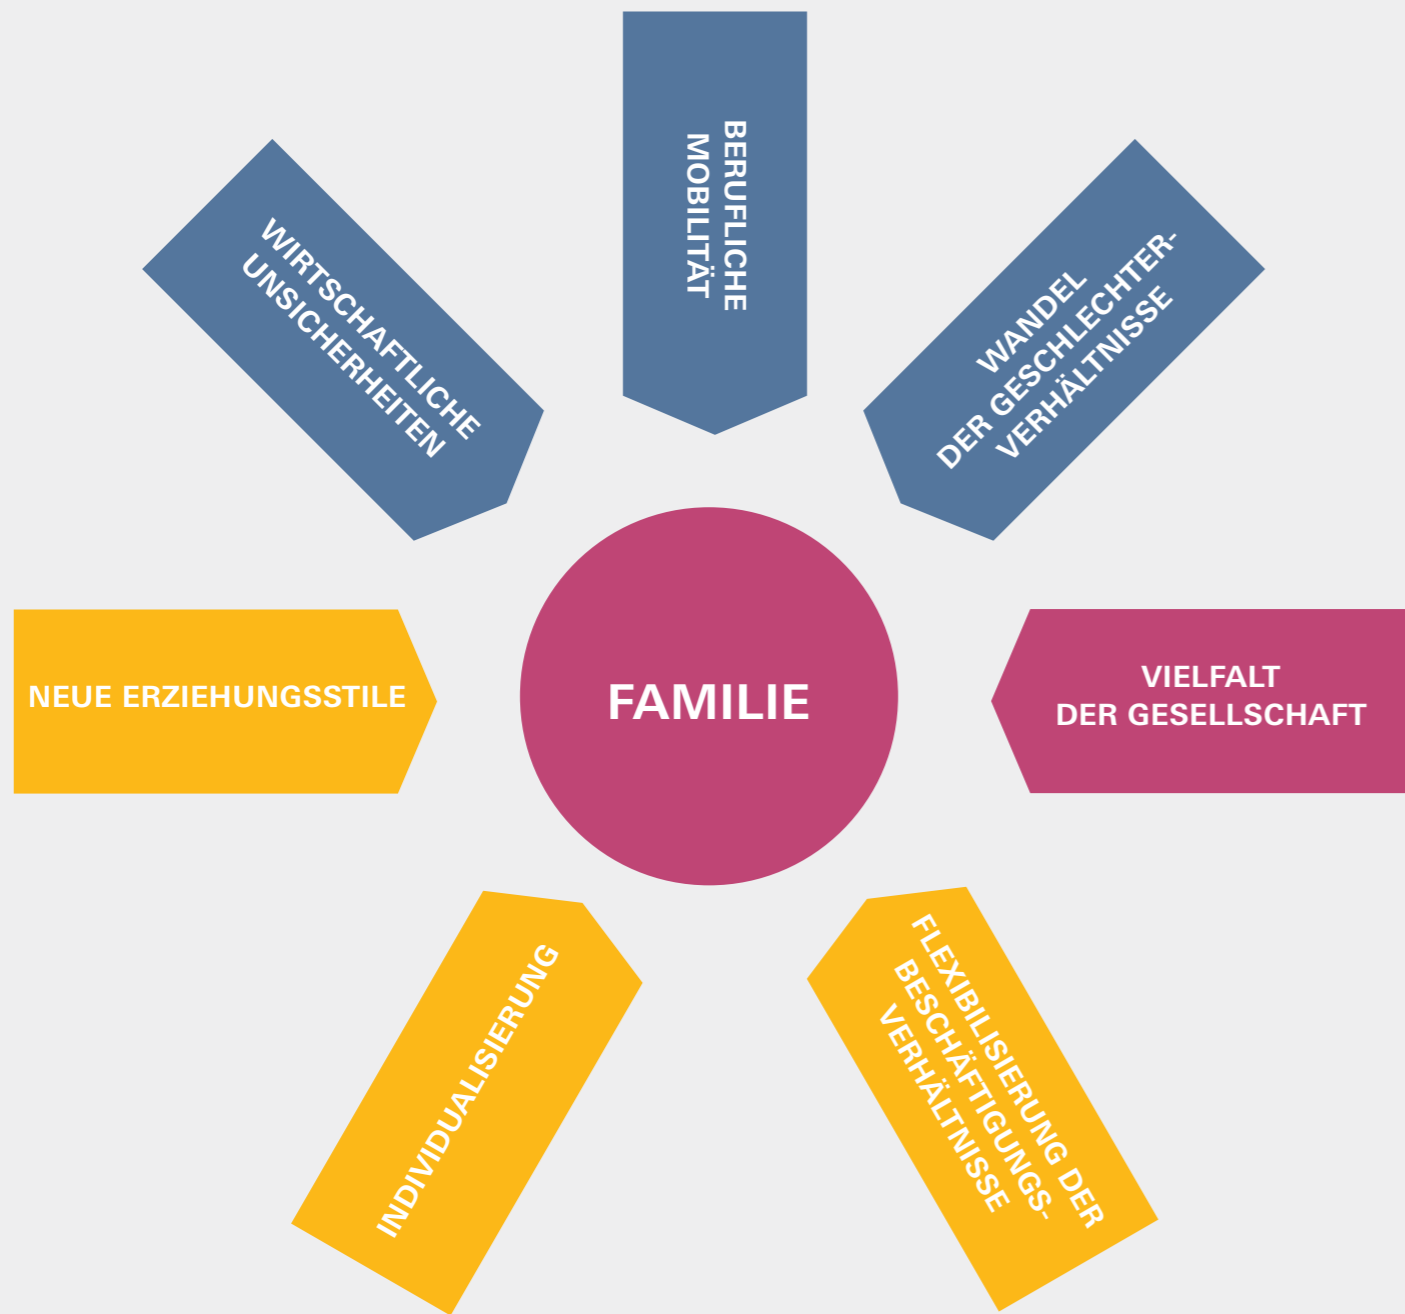 BERUFLICHE
MOBILITÄT
WIRTSCHAFTLICHE
UNSICHERHEITEN
WANDEL
DER GESCHLECHTER-
VERHÄLTNISSE
NEUE ERZIEHUNGSSTILE
FAMILIE
VIELFALT
DER GESELLSCHAFT
INDIVIDUALISIERUNG
FLEXIBILISIERUNG DER
BESCHÄFTIGUNGS-
VERHÄLTNISSE